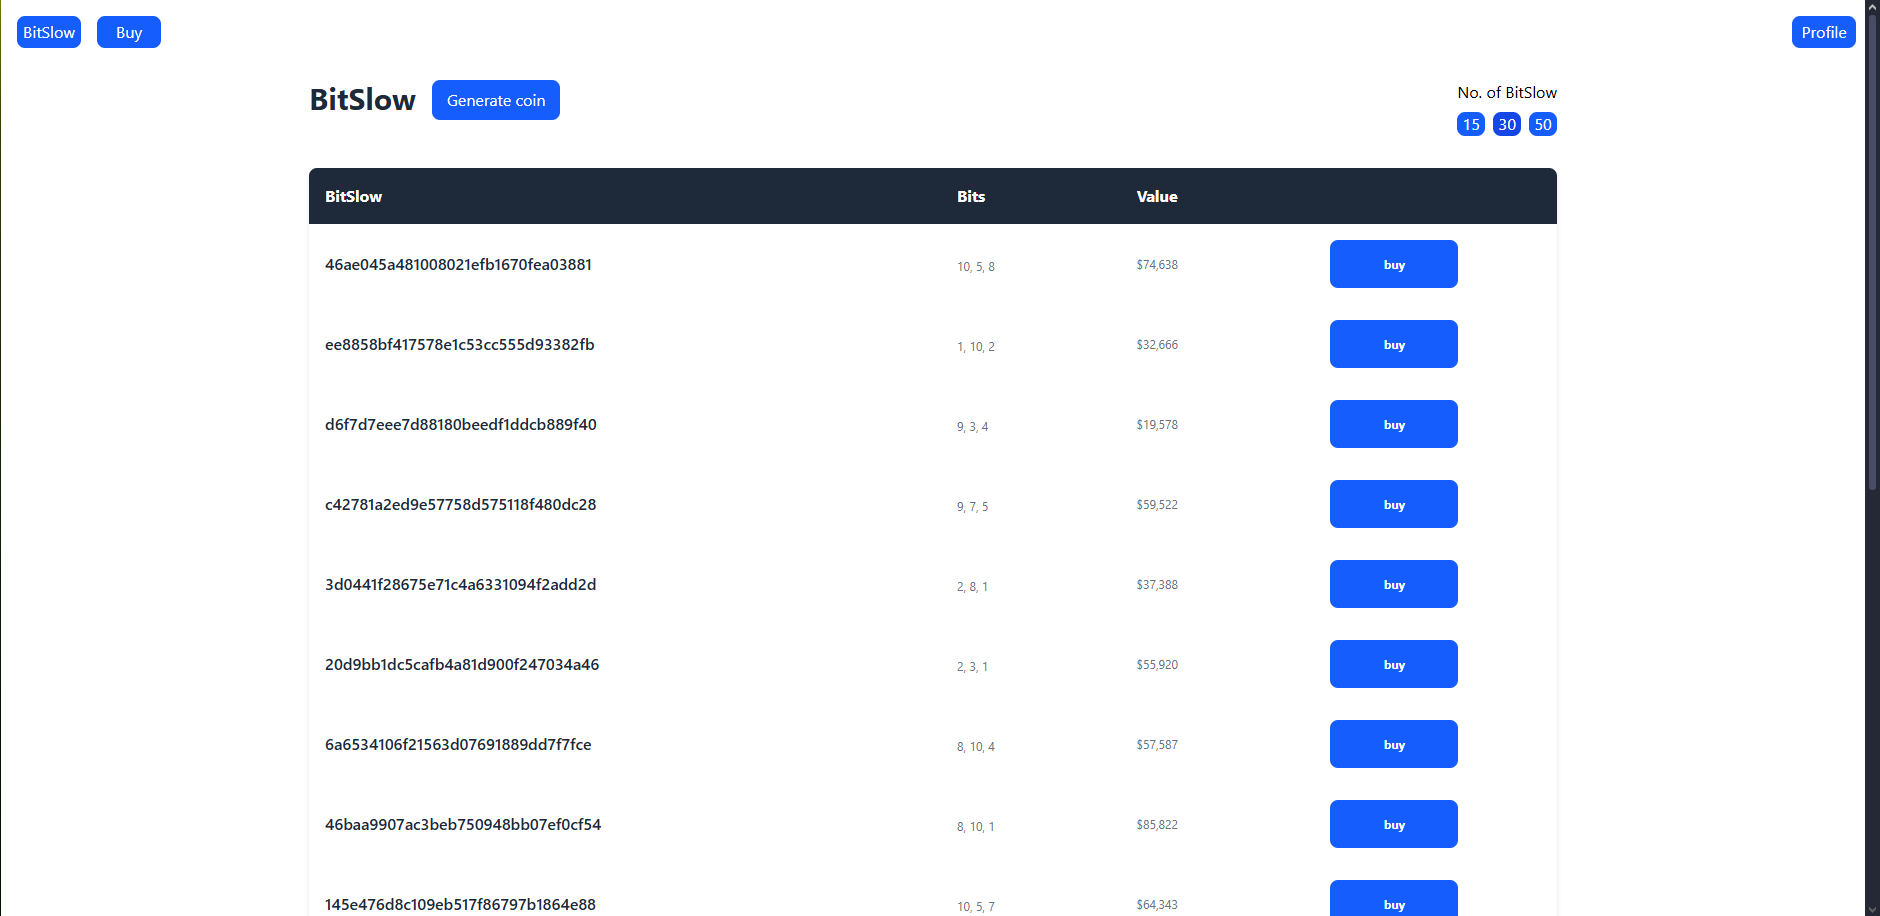 BitSlow Buy Profile
BitSlow Generate coin No. of BitSlow
15 30 50
BitSlow Bits Value
46ae045a481008021efb1670fea03881 10, 5, 8 $74,638 buy
ee8858bf417578e1c53cc555d93382fb 1, 10, 2 $32,666 buy
d6f7d7eee7d88180beedf1ddcb889f40 9, 3, 4 $19,578 buy
c42781a2ed9e57758d575118f480dc28 9, 7, 5 $59,522 buy
3d0441f28675e71c4a6331094f2add2d 2, 8, 1 $37,388 buy
20d9bb1dc5cafb4a81d900f247034a46 2, 3, 1 $55,920 buy
6a6534106f21563d07691889dd7f7fce 8, 10, 4 $57,587 buy
46baa9907ac3beb750948bb07ef0cf54 8, 10, 1 $85,822 buy
145e476d8c109eb517f86797b1864e88 10, 5, 7 $64,343 buy